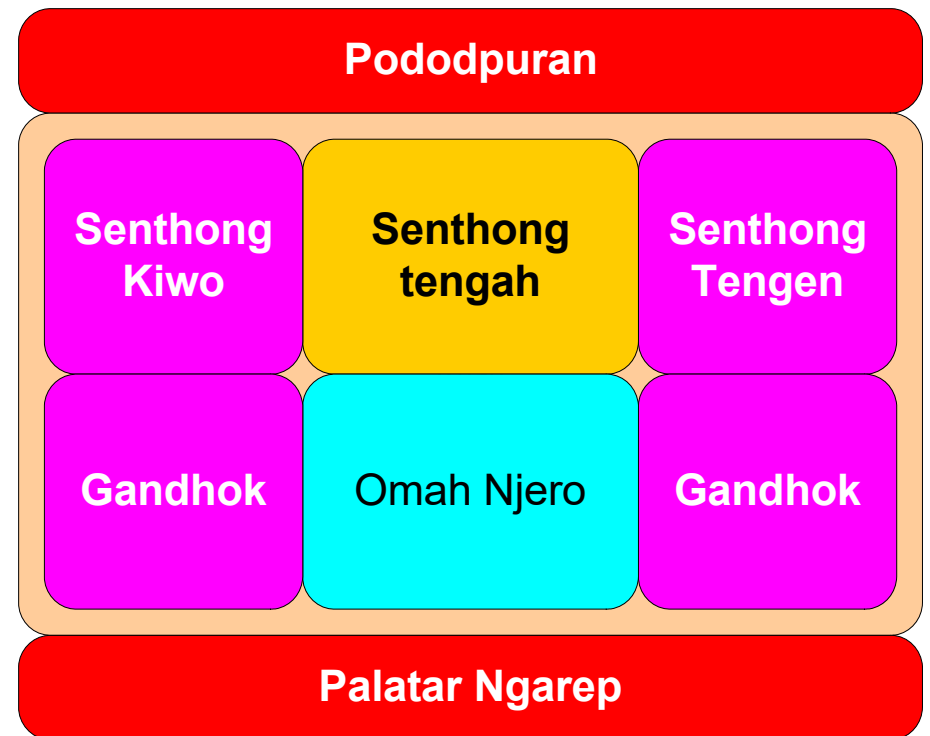 Pododpuran
Senthong
Kiwo
Senthong
tengah
Senthong
Tengen
Gandhok
Omah Njero
Gandhok
Palatar Ngarep